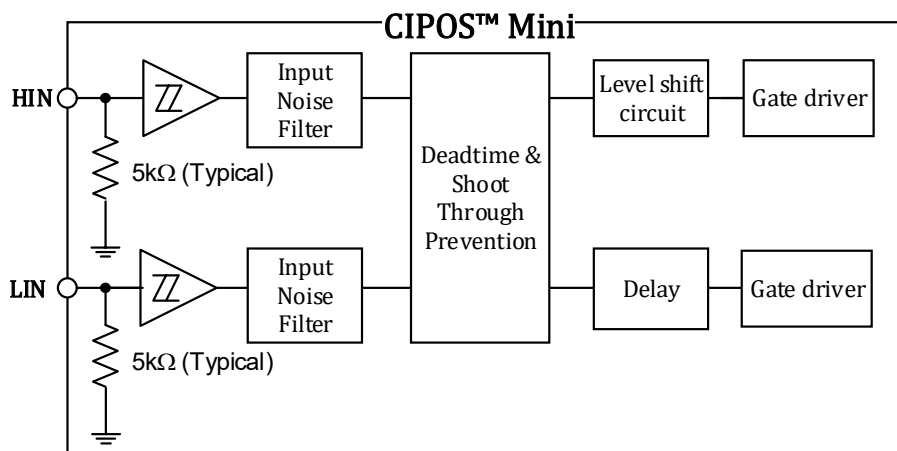 CIPOS™ Mini
HIN
Input
Noise
Filter
Level shift
circuit
Gate driver
5kΩ (Typical)
Deadtime &
Shoot
Through
Prevention
LIN
Input
Noise
Filter
Delay
Gate driver
5kΩ (Typical)